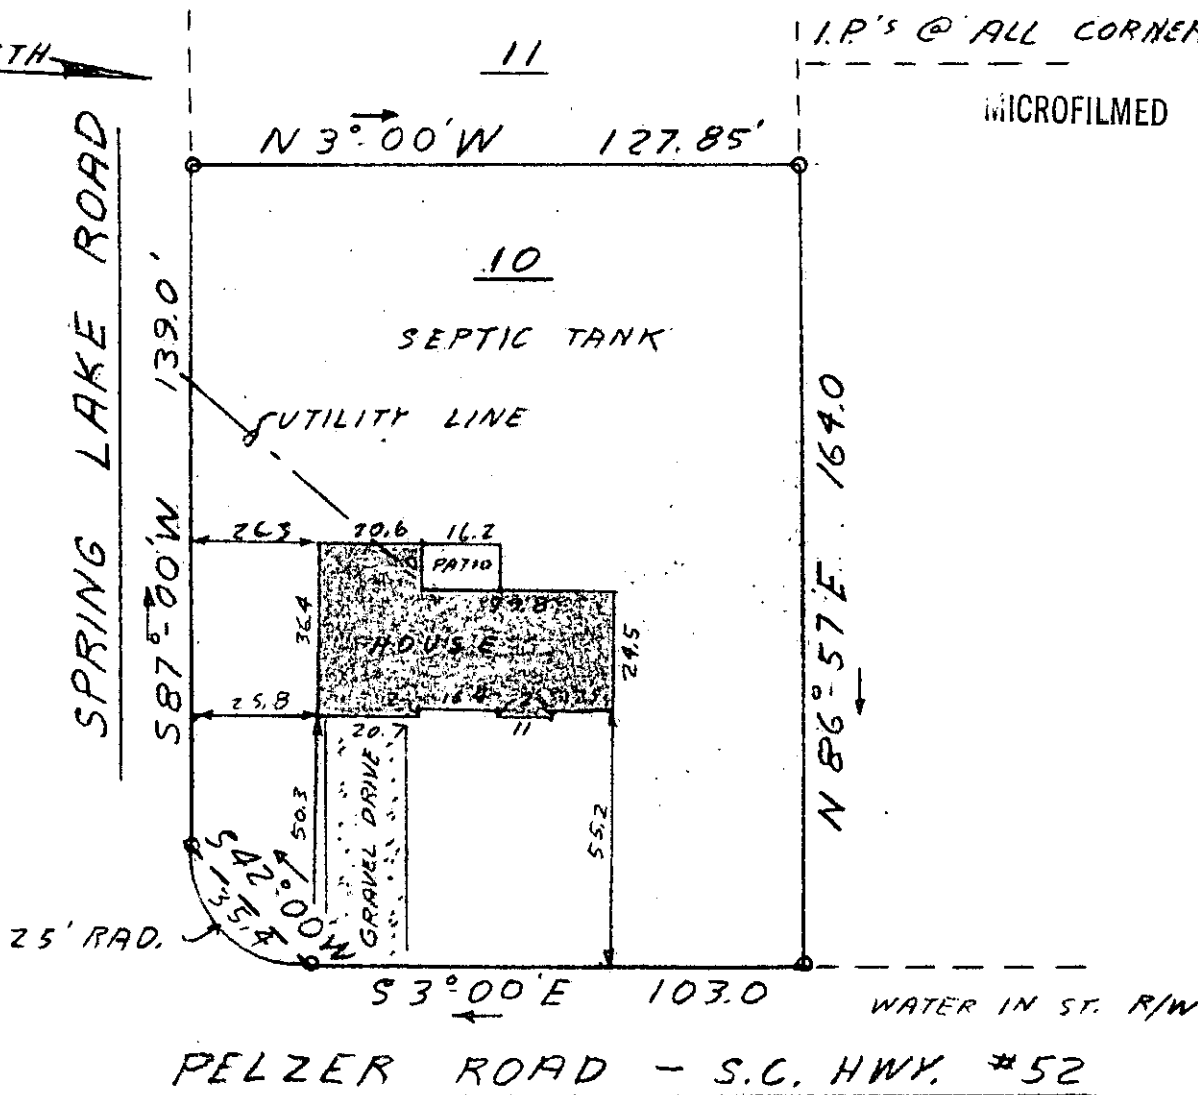 TH
11
I.P.'S @ ALL CORNER
MICROFILMED
N 3°-00'W 127.85'
SPRING LAKE ROAD
S87°-00'W 139.0'
10
SEPTIC TANK
UTILITY LINE
N 86°-57'E 164.0
26.3 20.6 16.2
10
PATIO
36.4
HOUSE
24.5
25.8
20.7
11
50.3
GRAVEL DRIVE
55.2
S 42°-00'W
35.4
25' RAD.
S 3°-00'E 103.0
WATER IN ST. R/W
PELZER ROAD - S.C. HWY. #52